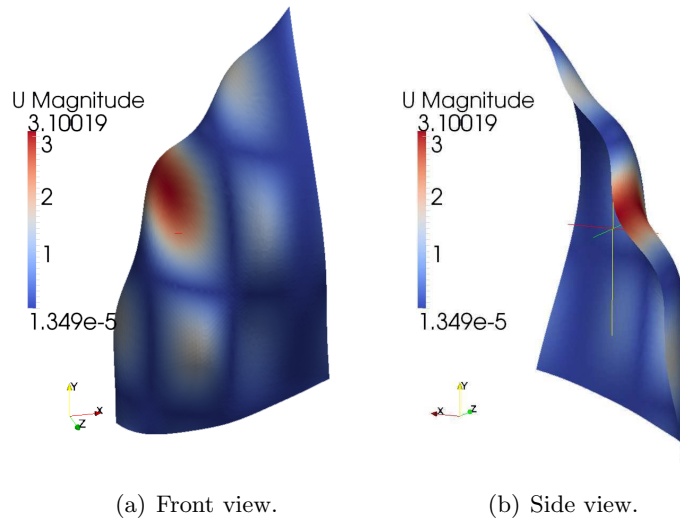 U Magnitude
3.10019
3
2
1
1.349e-5
Y
X
Z
(a) Front view.
U Magnitude
3.10019
3
2
1
1.349e-5
Y
X
Z
(b) Side view.